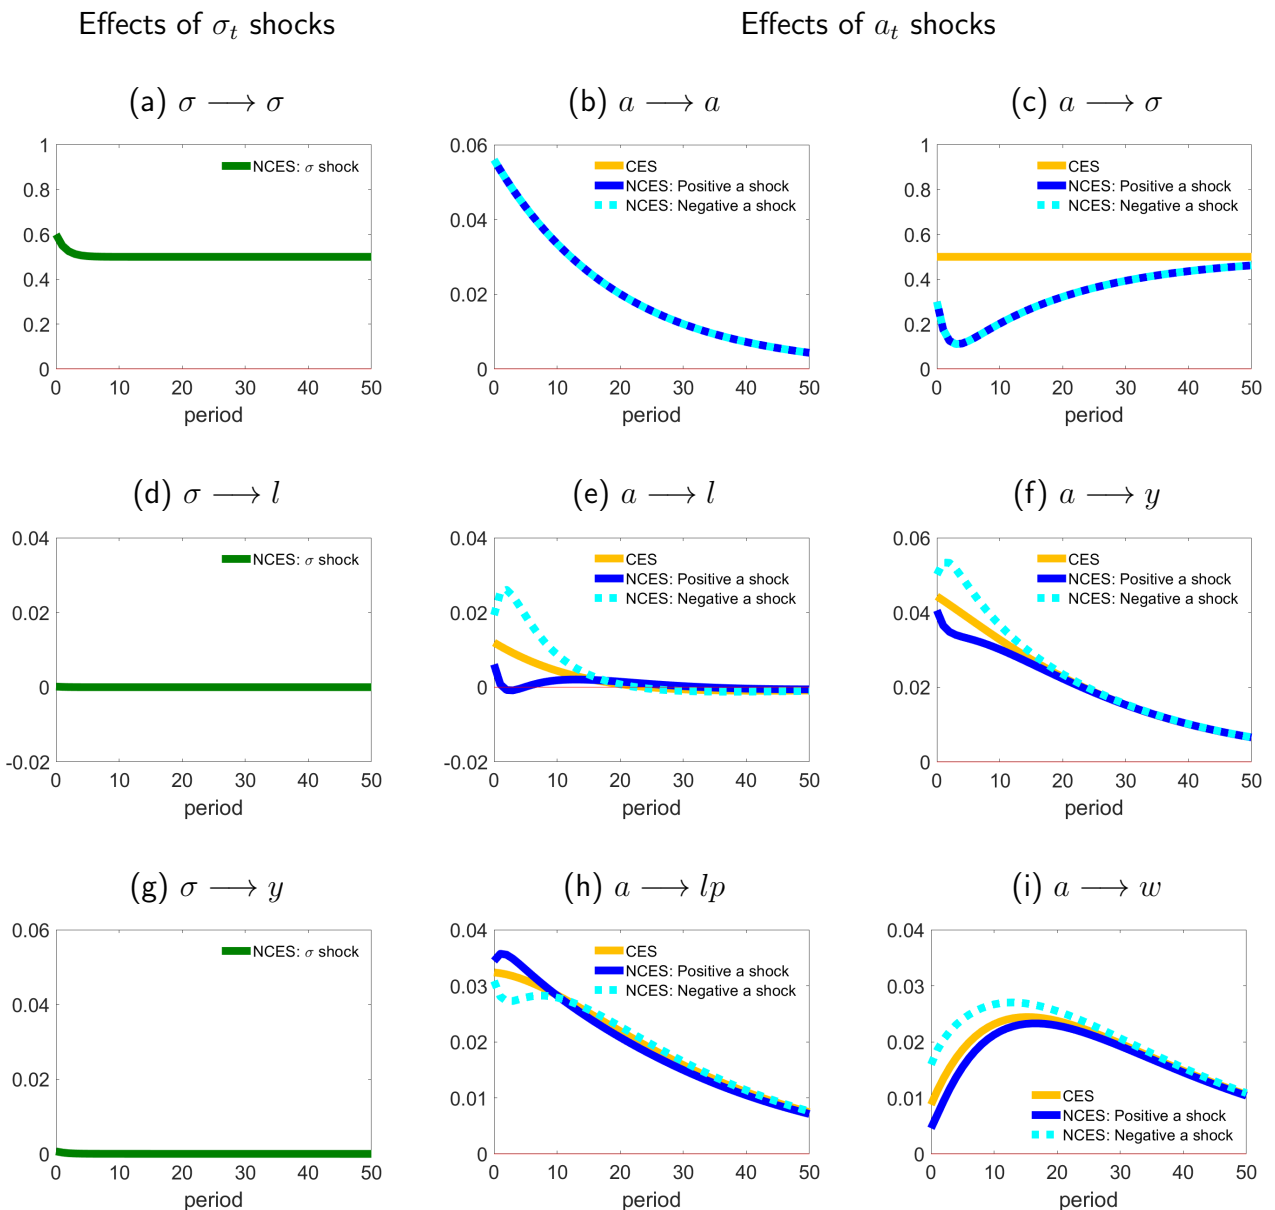 Effects of σt shocks
Effects of at shocks
(a) σ ⟶ σ
1
0.8
0.6
0.4
0.2
0
0 10 20 30 40 50
period
NCES: σ shock
(b) a ⟶ a
0.06
0.04
0.02
0
0 10 20 30 40 50
period
CES
NCES: Positive a shock
NCES: Negative a shock
(c) a ⟶ σ
1
0.8
0.6
0.4
0.2
0
0 10 20 30 40 50
period
CES
NCES: Positive a shock
NCES: Negative a shock
(d) σ ⟶ l
0.04
0.02
0
-0.02
0 10 20 30 40 50
period
NCES: σ shock
(e) a ⟶ l
0.04
0.02
0
-0.02
0 10 20 30 40 50
period
CES
NCES: Positive a shock
NCES: Negative a shock
(f) a ⟶ y
0.06
0.04
0.02
0
0 10 20 30 40 50
period
CES
NCES: Positive a shock
NCES: Negative a shock
(g) σ ⟶ y
0.06
0.04
0.02
0
0 10 20 30 40 50
period
NCES: σ shock
(h) a ⟶ lp
0.04
0.03
0.02
0.01
0
0 10 20 30 40 50
period
CES
NCES: Positive a shock
NCES: Negative a shock
(i) a ⟶ w
0.04
0.03
0.02
0.01
0
0 10 20 30 40 50
period
CES
NCES: Positive a shock
NCES: Negative a shock